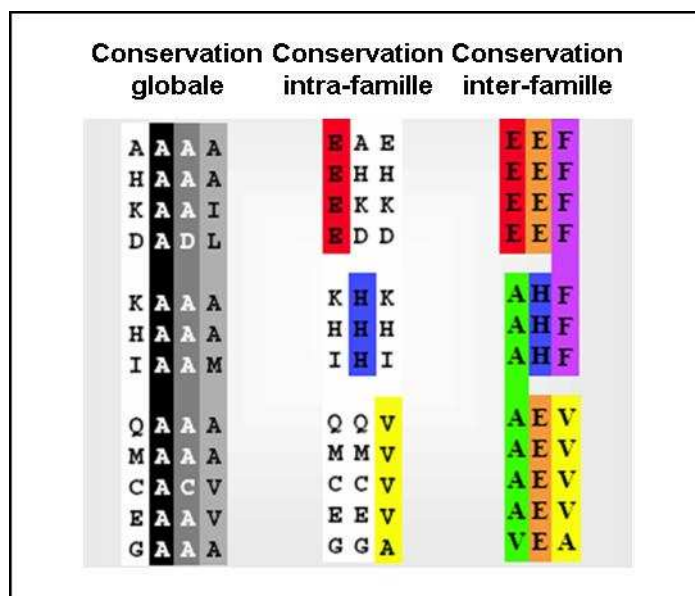 Conservation Conservation Conservation
globale intra-famille inter-famille
A A A A E A E E E F
H A A A E H H E E F
K A A I E K K E E F
D A D L E D D E E F
K A A A K H K A H F
H A A A H H H A H F
I A A M I H I A H F
Q A A A Q Q V A E V
M A A A M M V A E V
C A C V C C V A E V
E A A V E E V A E V
G A A A G G A V E A